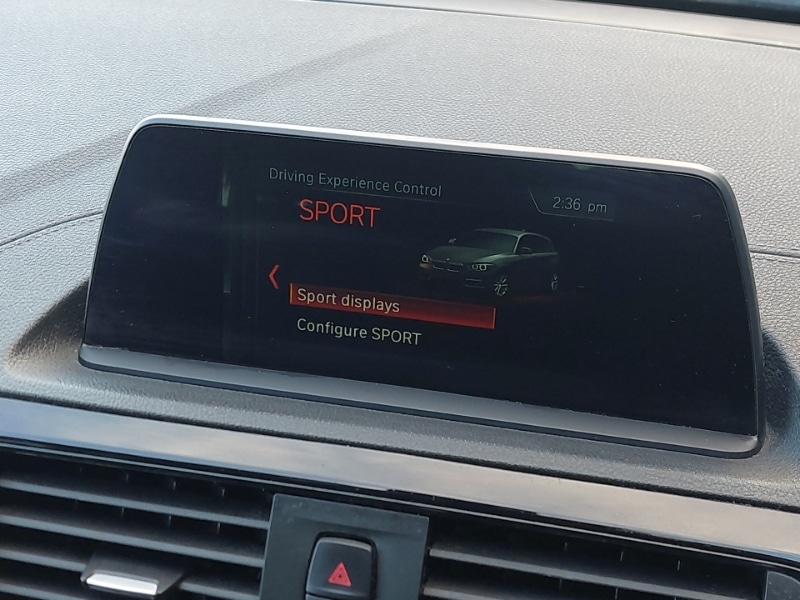 Driving Experience Control
2:36 pm
SPORT
Sport displays
Configure SPORT